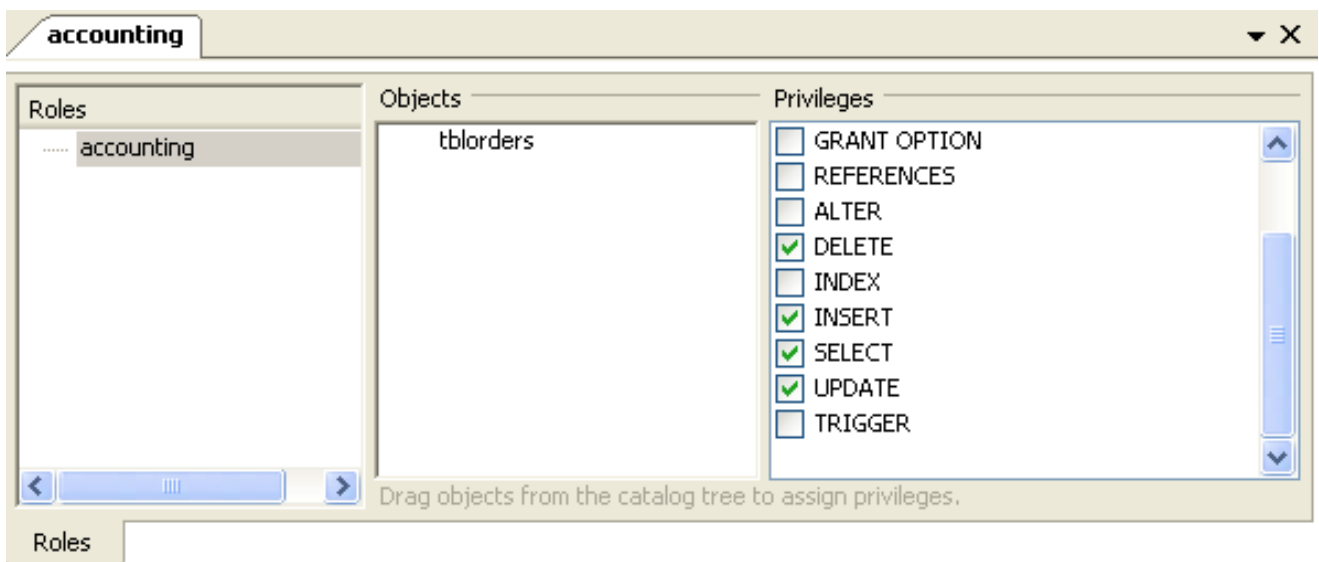 accounting
Roles
accounting
Objects
tblorders
Privileges
GRANT OPTION
REFERENCES
ALTER
DELETE
INDEX
INSERT
SELECT
UPDATE
TRIGGER
Drag objects from the catalog tree to assign privileges.
Roles